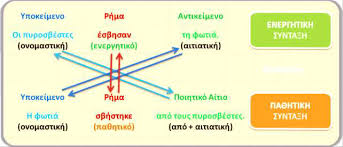 Υποκείμενο Ρήμα Αντικείμενο
Οι πυροσβέστες έσβησαν τη φωτιά.
(ονομαστική) (ενεργητικό) (αιτιατική)
ΕΝΕΡΓΗΤΙΚΗ
ΣΥΝΤΑΞΗ
Υποκείμενο Ρήμα Ποιητικό Αίτιο
Η φωτιά σβήστηκε από τους πυροσβέστες.
(ονομαστική) (παθητικό) (από + αιτιατική)
ΠΑΘΗΤΙΚΗ
ΣΥΝΤΑΞΗ